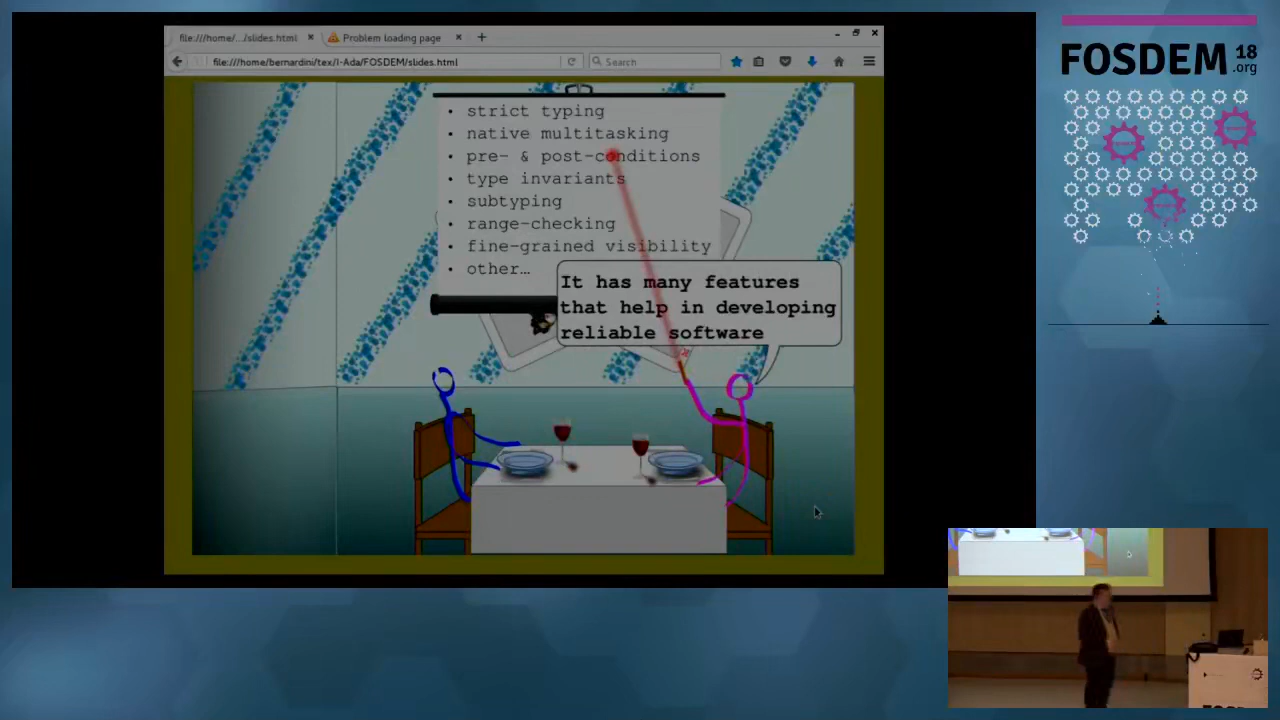 file:///home/.../slides.html
Problem loading page
file:///home/bernardini/tex/I-Ada/FOSDEM/slides.html
Search
• strict typing
• native multitasking
• pre- & post-conditions
• type invariants
• subtyping
• range-checking
• fine-grained visibility
• other…
It has many features
that help in developing
reliable software
FOSDEM 18
.org